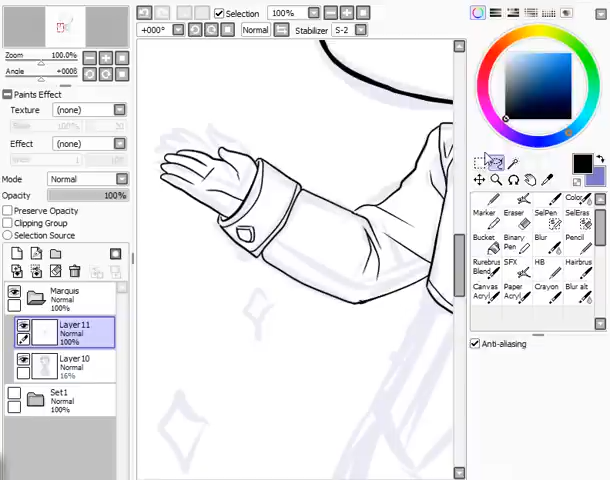 Selection 100%
+000° Normal Stabilizer S-2
Zoom 100.0%
Angle +000°
Paints Effect
Texture (none)
100% 20
Effect (none)
Mode Normal
Opacity 100%
Preserve Opacity
Clipping Group
Selection Source
Marquis
Normal
100%
Layer 11
Normal
100%
Layer 10
Normal
16%
Set1
Normal
100%
Color
Marker Eraser SelPen SelEras
Bucket Binary Pen Blur Pencil
Blend SFX HB Hairbrus
Canvas Acryl Paper Acryl Crayon Blur alt
Anti-aliasing